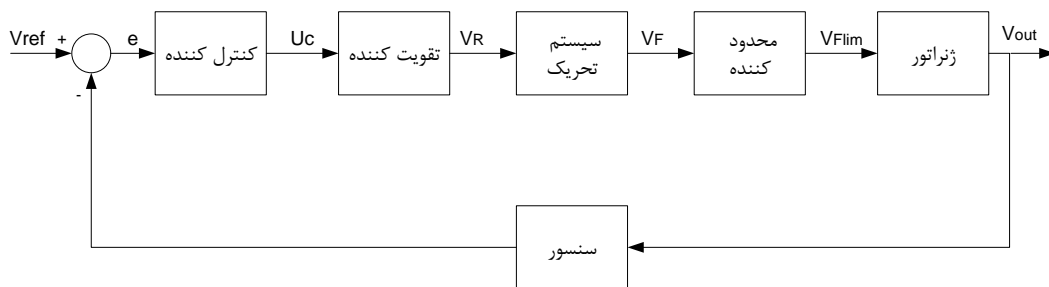 Vref
+
-
e
کنترل کننده
Uc
تقویت کننده
VR
سیستم
تحریک
VF
محدود
کننده
VFlim
ژنراتور
Vout
سنسور